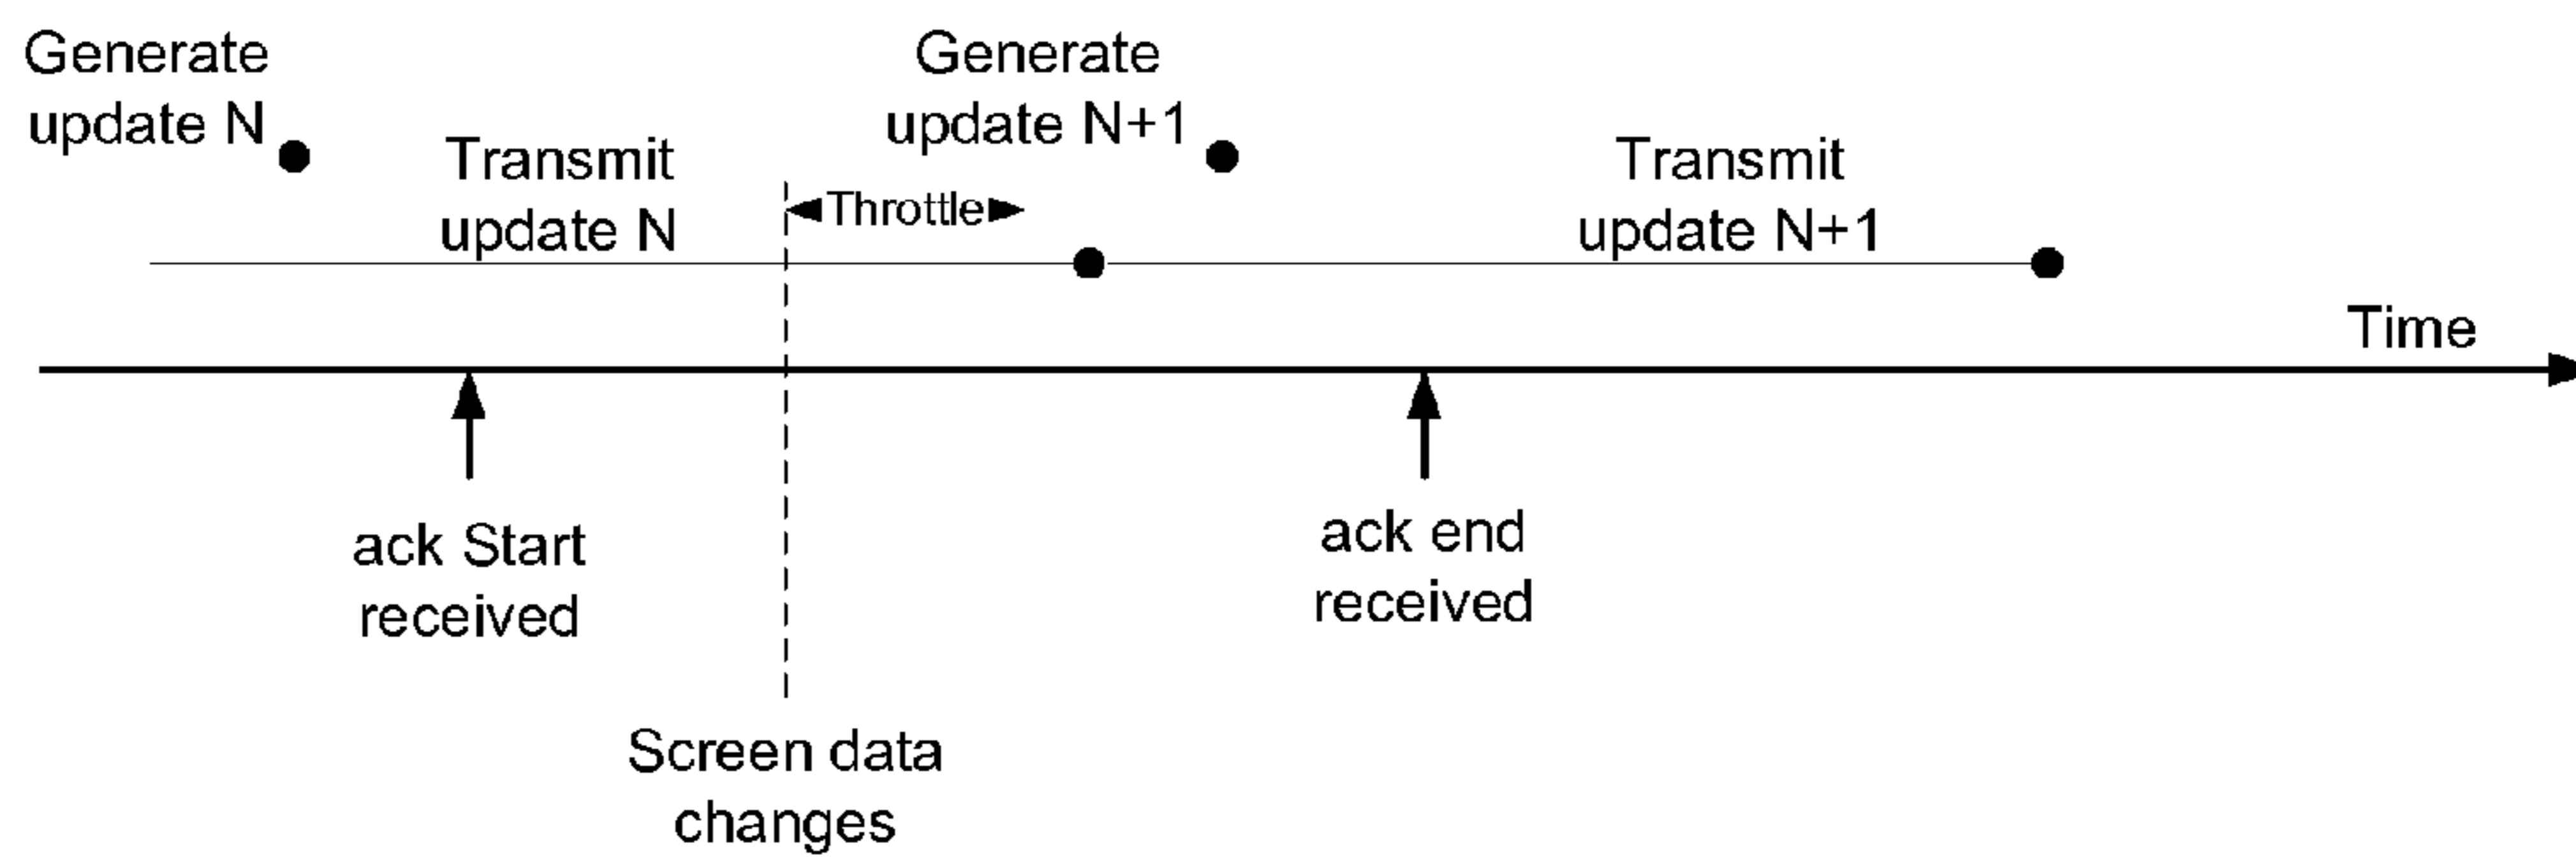 Generate
update N
Transmit
update N
Throttle
Generate
update N+1
Transmit
update N+1
Time
ack Start
received
ack end
received
Screen data
changes